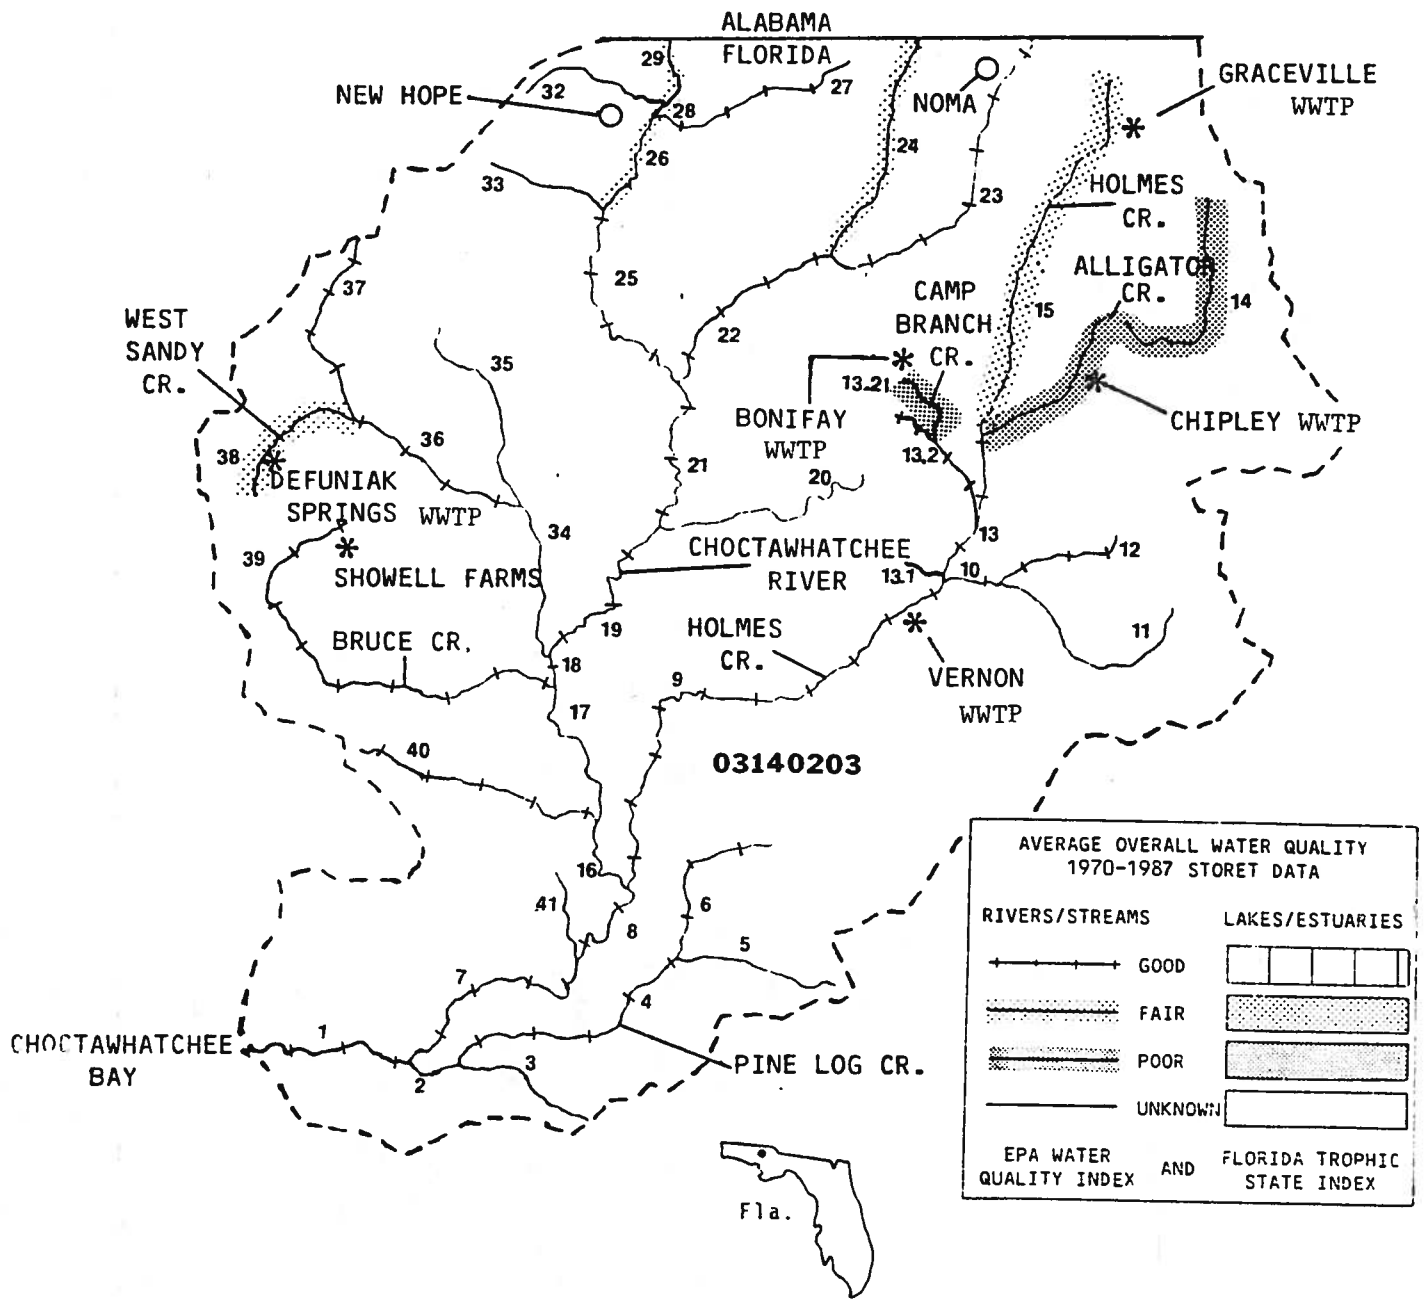 ALABAMA
FLORIDA
29
32
27
NEW HOPE
28
26
33
24
NOMA
GRACEVILLE
WWTP
23
HOLMES
CR.
25
37
ALLIGATOR
CR.
14
15
CAMP
BRANCH
CR.
22
WEST
SANDY
CR.
35
13.21
BONIFAY
WWTP
13.2
CHIPLEY WWTP
36
38
21
20
DEFUNIAK
SPRINGS WWTP
34
39
13
12
CHOCTAWHATCHEE
RIVER
13.1
10
SHOWELL FARMS
19
HOLMES
CR.
11
BRUCE CR.
18
9
VERNON
WWTP
17
40
03140203
16
41
8
6
5
7
4
1
CHOCTAWHATCHEE
BAY
2
3
PINE LOG CR.
Fla.
AVERAGE OVERALL WATER QUALITY
1970-1987 STORET DATA
RIVERS/STREAMS LAKES/ESTUARIES
GOOD
FAIR
POOR
UNKNOWN
EPA WATER
QUALITY INDEX
AND
FLORIDA TROPHIC
STATE INDEX